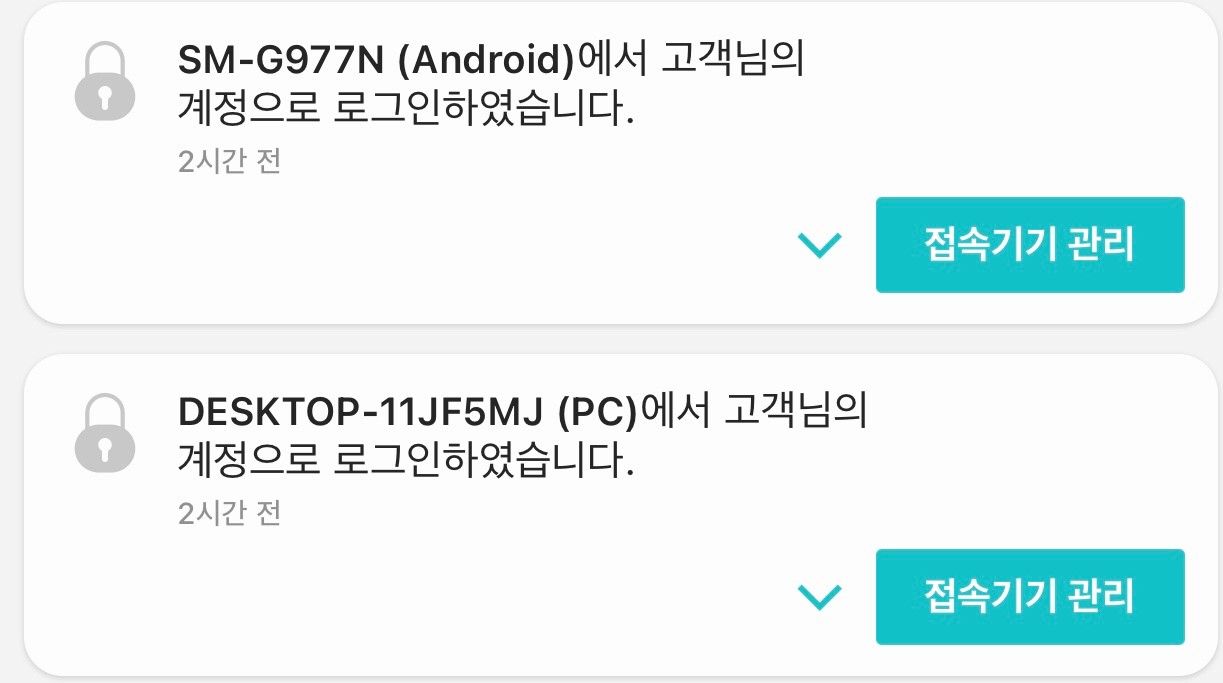 SM-G977N (Android)에서 고객님의
계정으로 로그인하였습니다.
2시간 전
접속기기 관리
DESKTOP-11JF5MJ (PC)에서 고객님의
계정으로 로그인하였습니다.
2시간 전
접속기기 관리